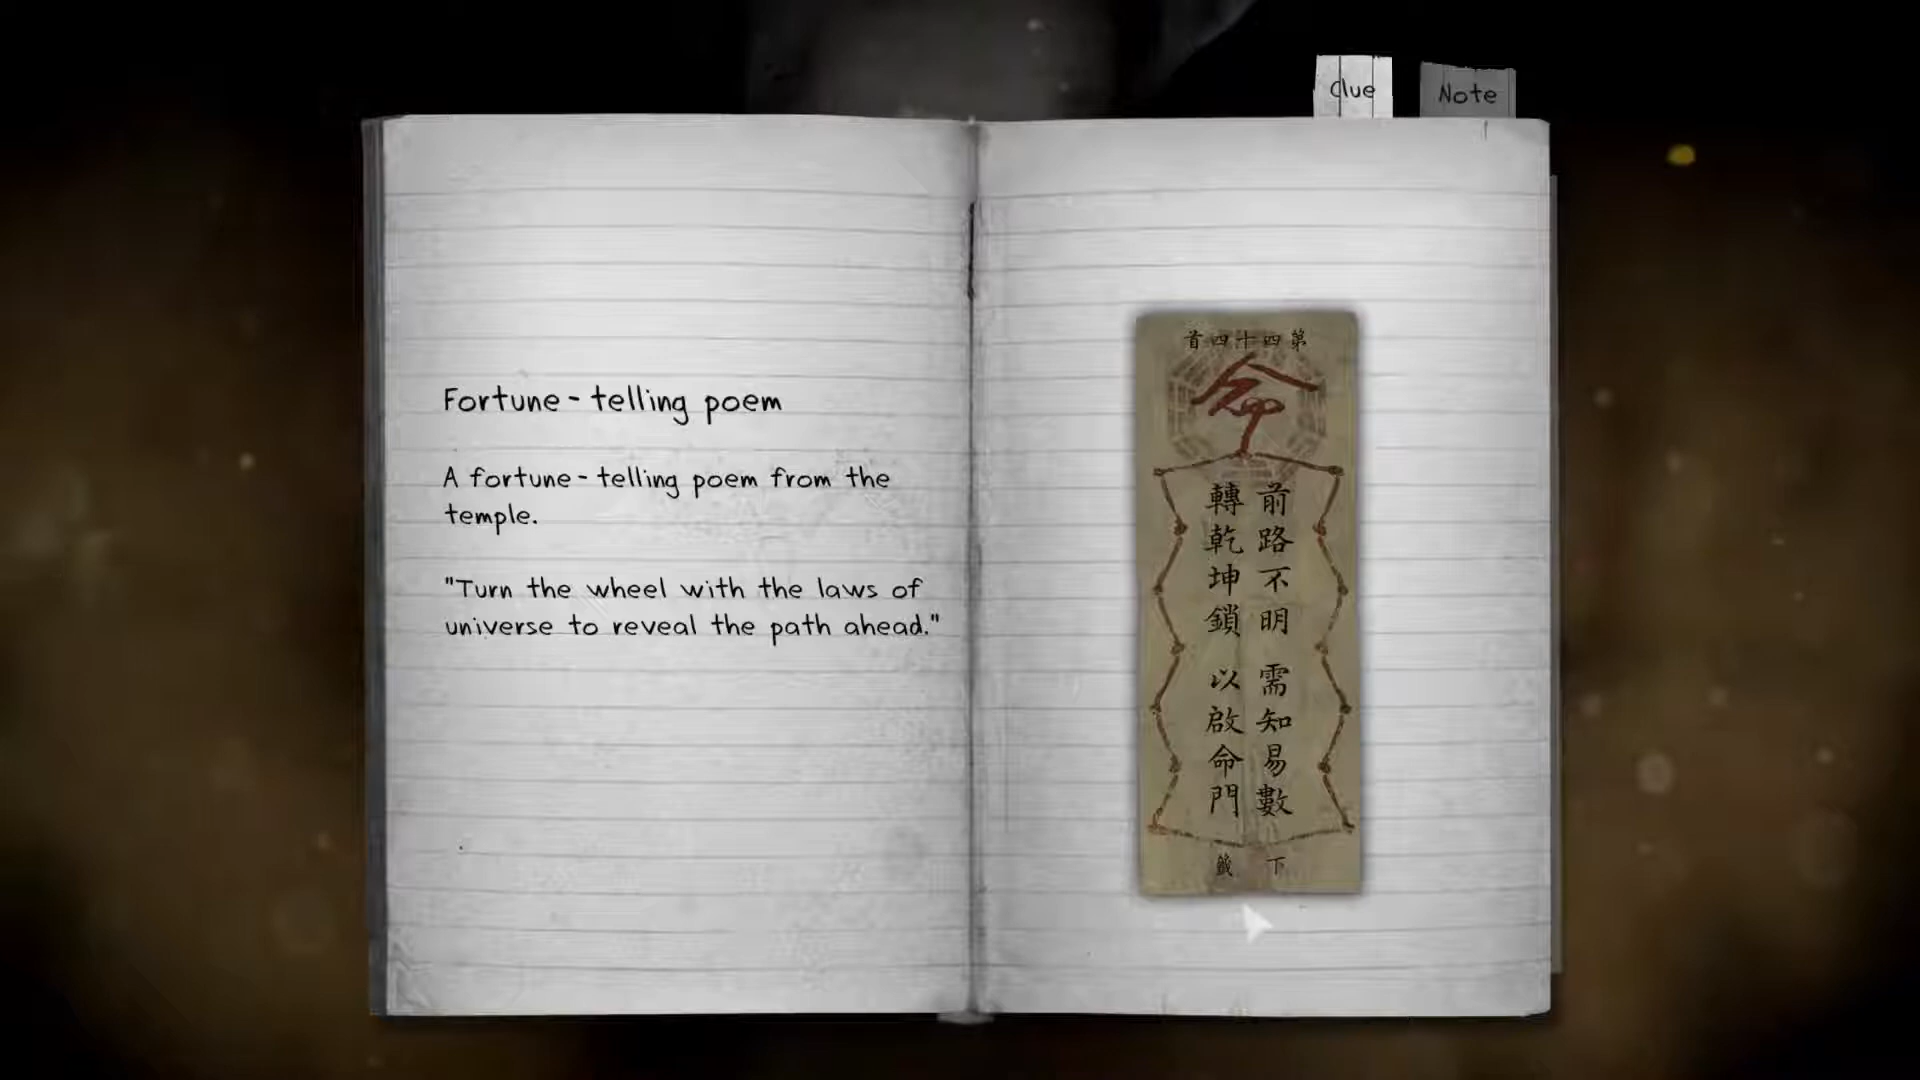 Clue
Note
Fortune-telling poem
A fortune-telling poem from the
temple.
"Turn the wheel with the laws of
universe to reveal the path ahead."
第四十四首
命
前路不明 需知易數
轉乾坤鎖 以啟命門
下籤